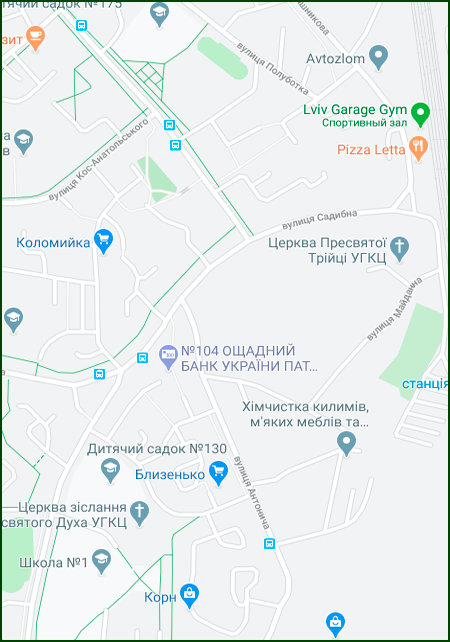 тячий садок №175
шникова
зит
вулиця Полуботка
Avtozlom
Lviv Garage Gym
Спортивный зал
Pizza Letta
вулиця Кос-Анатольського
в
вулиця Садибна
Коломийка
Церква Пресвятої
Трійці УГКЦ
вулиця Майданна
№104 ОЩАДНИЙ
БАНК УКРАЇНИ ПАТ...
станція
Хімчистка килимів,
м'яких меблів та...
Дитячий садок №130
Близенько
вулиця Антонича
Церква зіслання
святого Духа УГКЦ
Школа №1
Корн